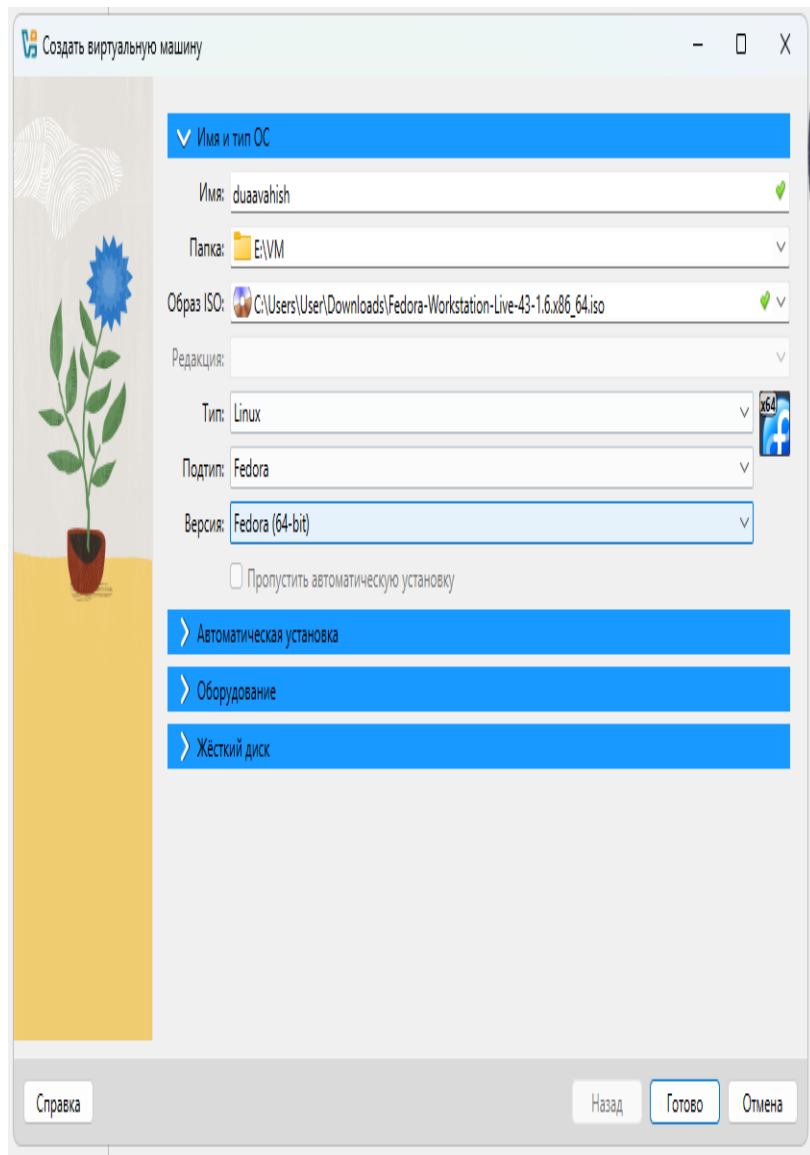 Создать виртуальную машину
Имя и тип ОС
Имя: duaavahish
Папка: E:\VM
Образ ISO: C:\Users\User\Downloads\Fedora-Workstation-Live-43-1.6.x86_64.iso
Редакция:
Тип: Linux
x64
Подтип: Fedora
Версия: Fedora (64-bit)
Пропустить автоматическую установку
Автоматическая установка
Оборудование
Жёсткий диск
Справка Назад Готово Отмена